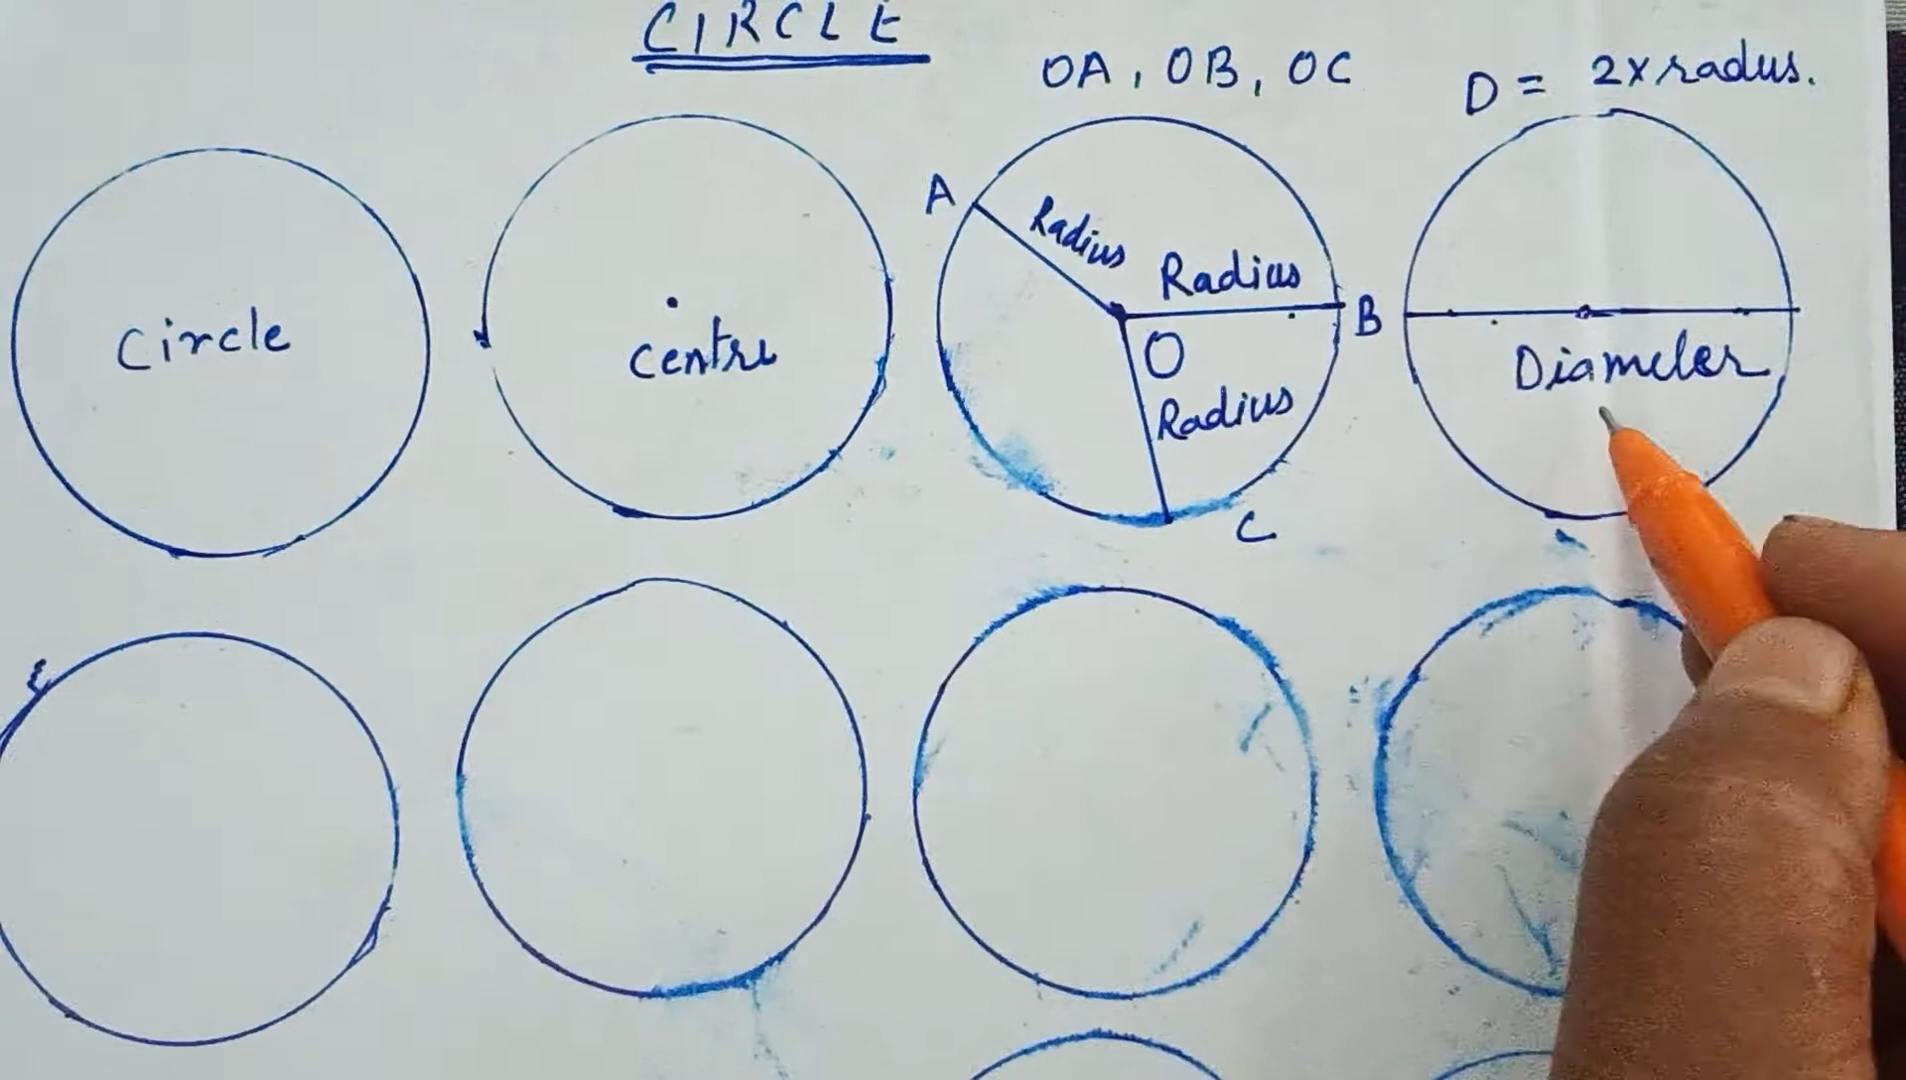 CIRCLE
OA, OB, OC
D = 2x radus.
Circle
centre
A
Radius
Radius
B
O
Radius
C
Diameter